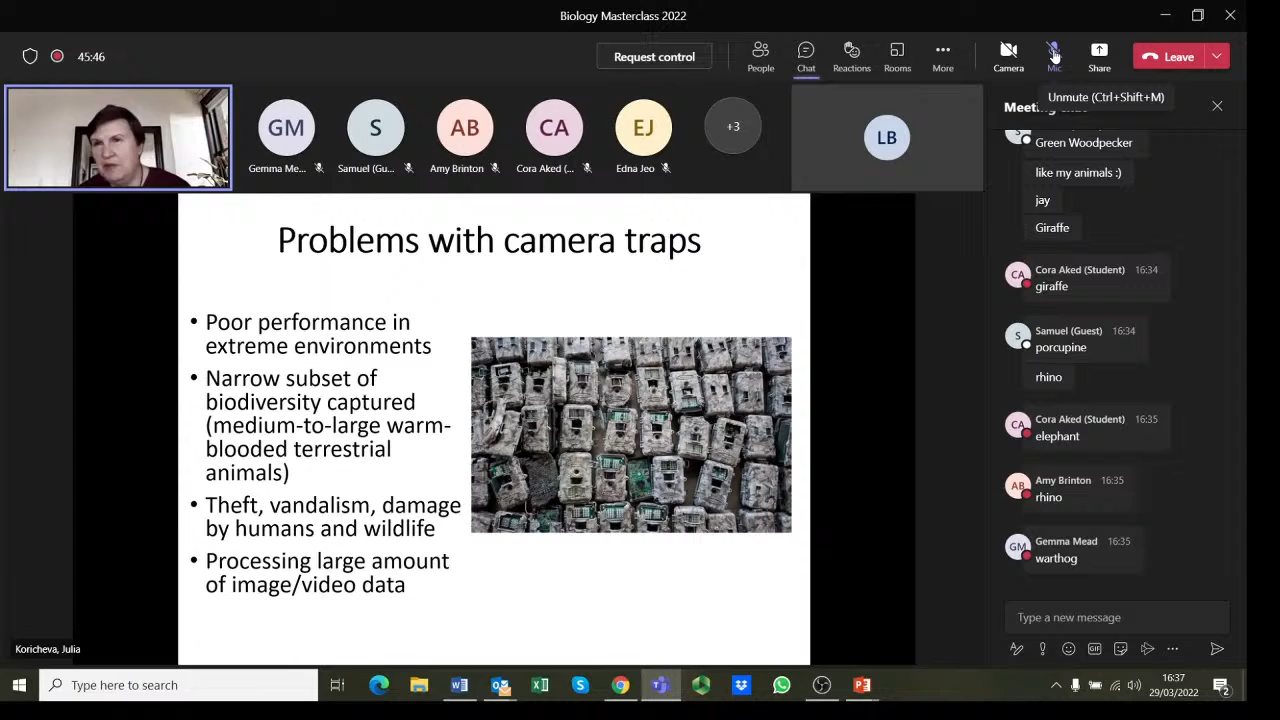 Biology Masterclass 2022
45:46
Request control
People
Chat
Reactions
Rooms
More
Camera
Mic
Share
Leave
Unmute (Ctrl+Shift+M)
GM
S
AB
CA
EJ
+3
LB
Gemma Me...
Samuel (Gu...
Amy Brinton
Cora Aked (...
Edna Jeo
Problems with camera traps
• Poor performance in
extreme environments
• Narrow subset of
biodiversity captured
(medium-to-large warm-
blooded terrestrial
animals)
• Theft, vandalism, damage
by humans and wildlife
• Processing large amount
of image/video data
Koricheva, Julia
S
Green Woodpecker
like my animals :)
jay
Giraffe
CA
Cora Aked (Student) 16:34
giraffe
S
Samuel (Guest) 16:34
porcupine
rhino
CA
Cora Aked (Student) 16:35
elephant
AB
Amy Brinton 16:35
rhino
GM
Gemma Mead 16:35
warthog
Type a new message
GIF
Type here to search
16:37
29/03/2022
2